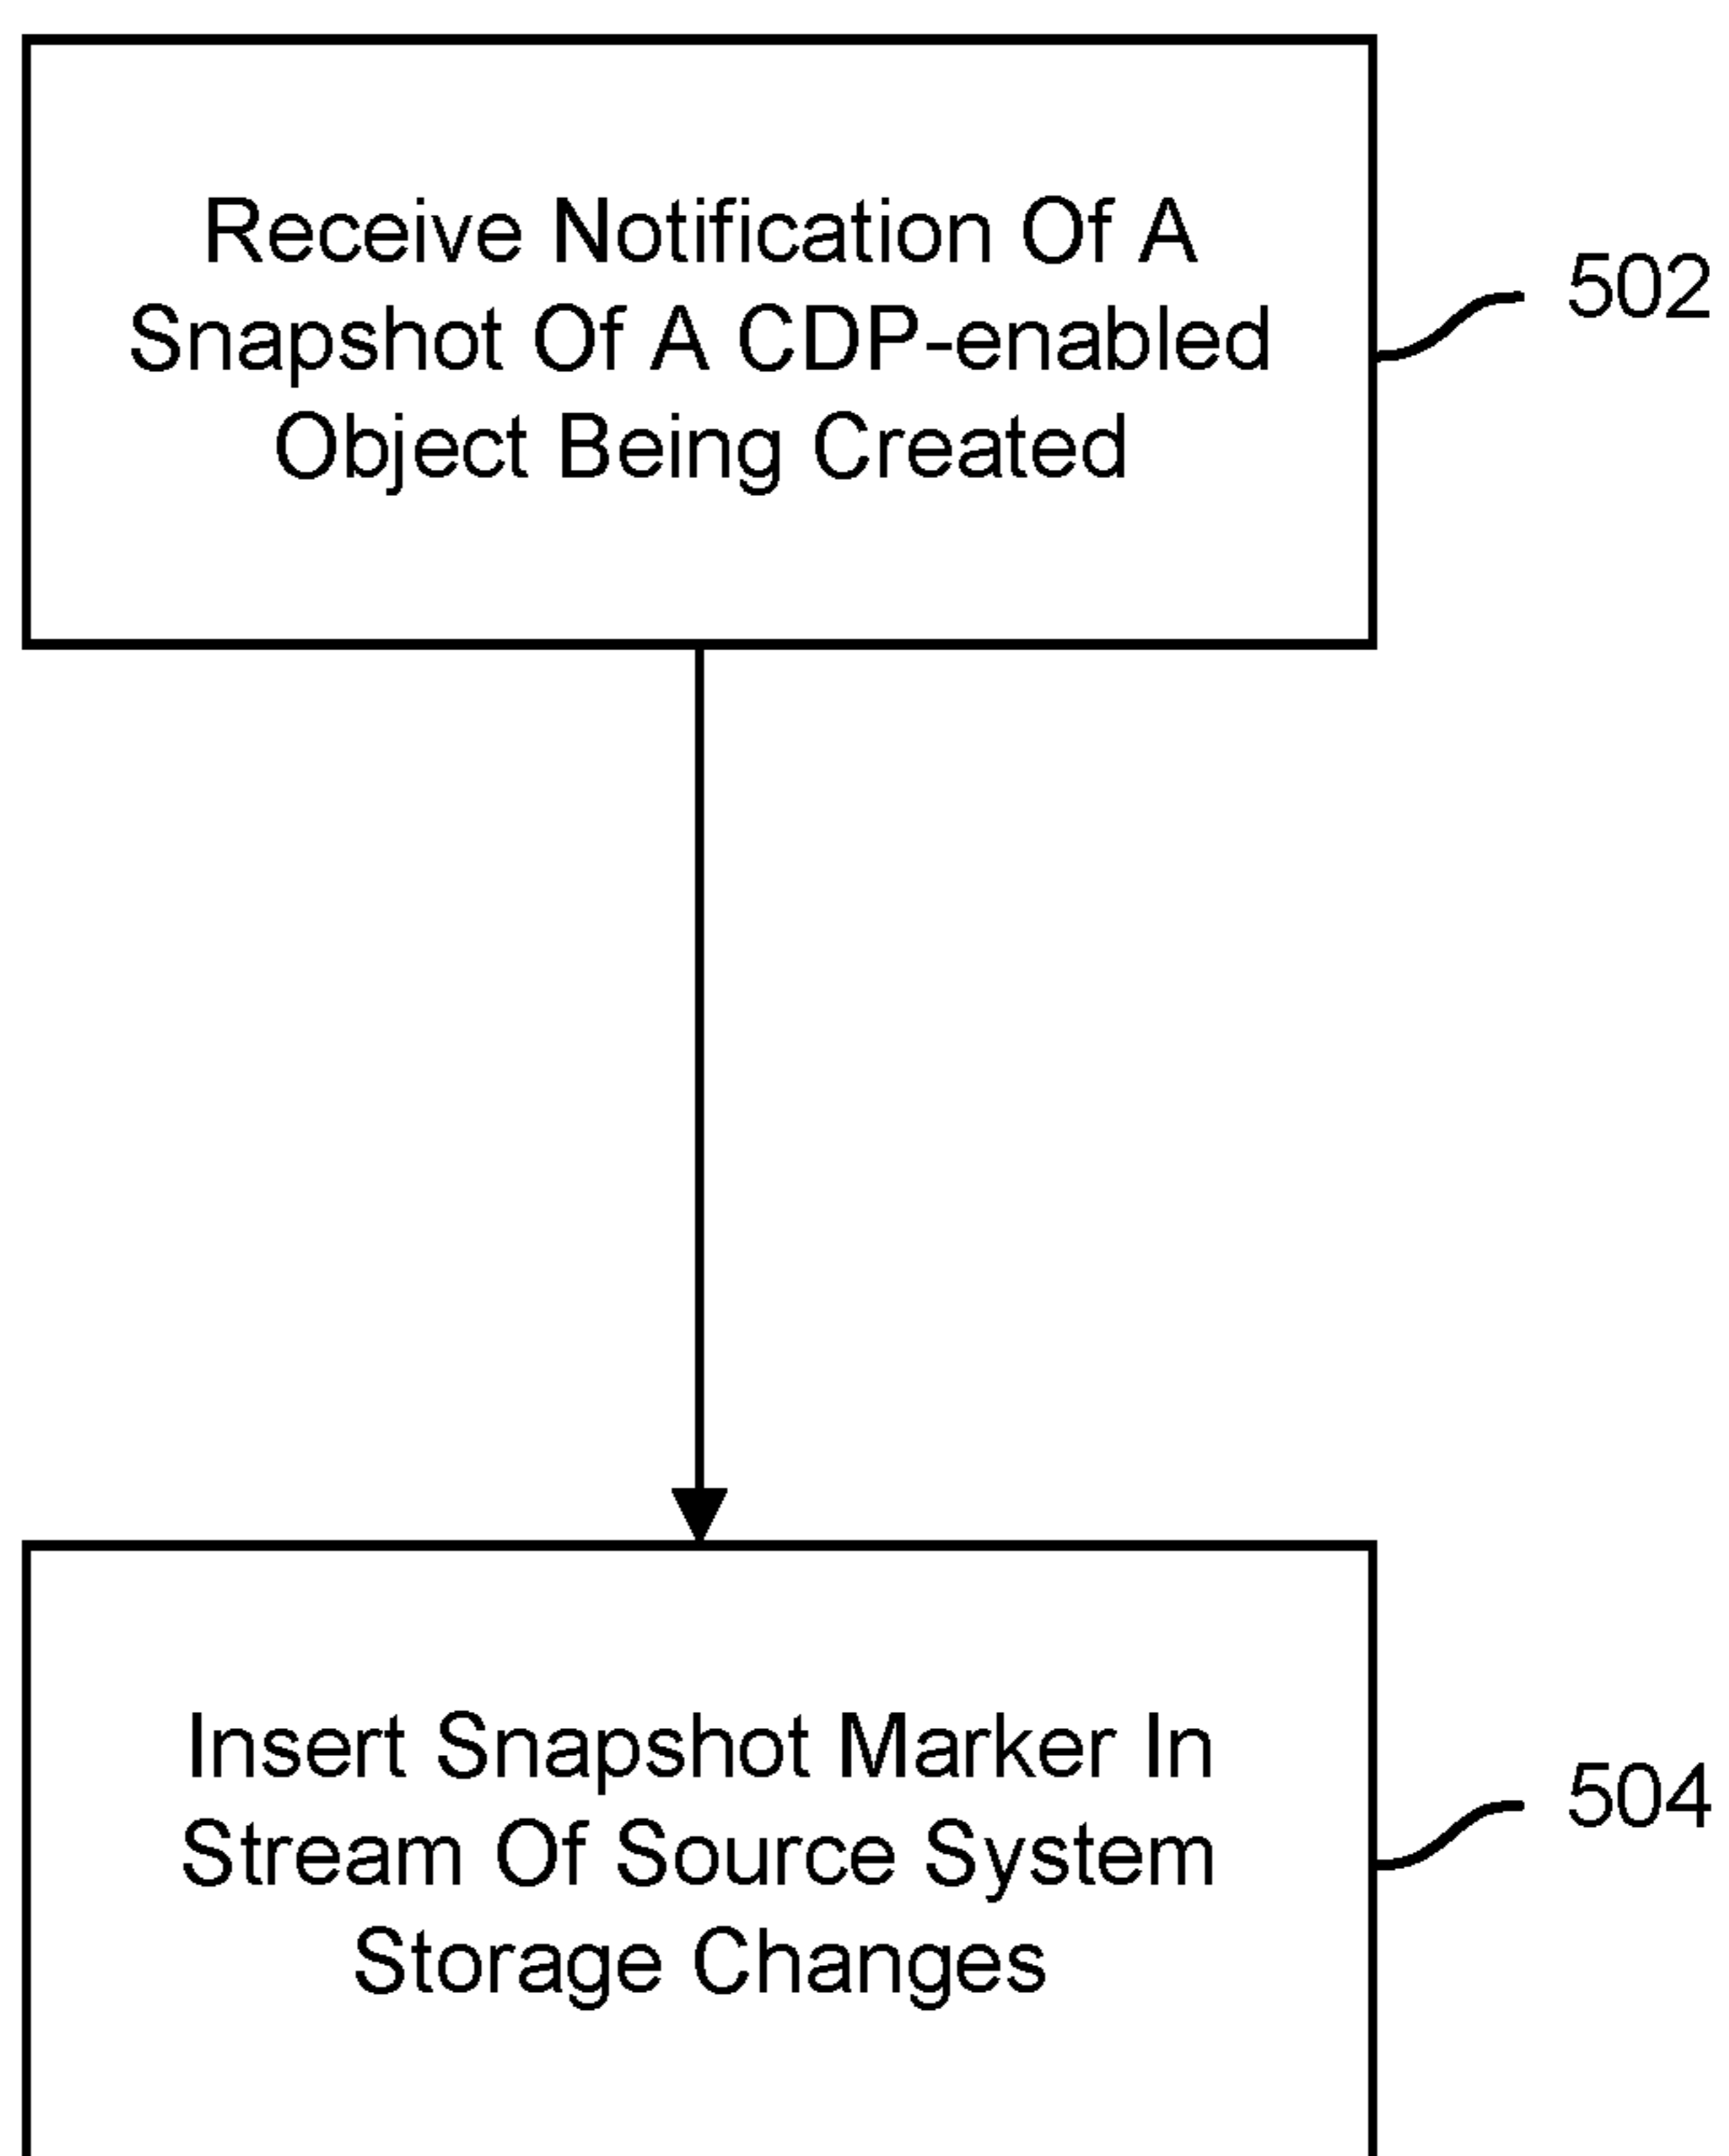 Receive Notification Of A
Snapshot Of A CDP-enabled
Object Being Created
502
Insert Snapshot Marker In
Stream Of Source System
Storage Changes
504